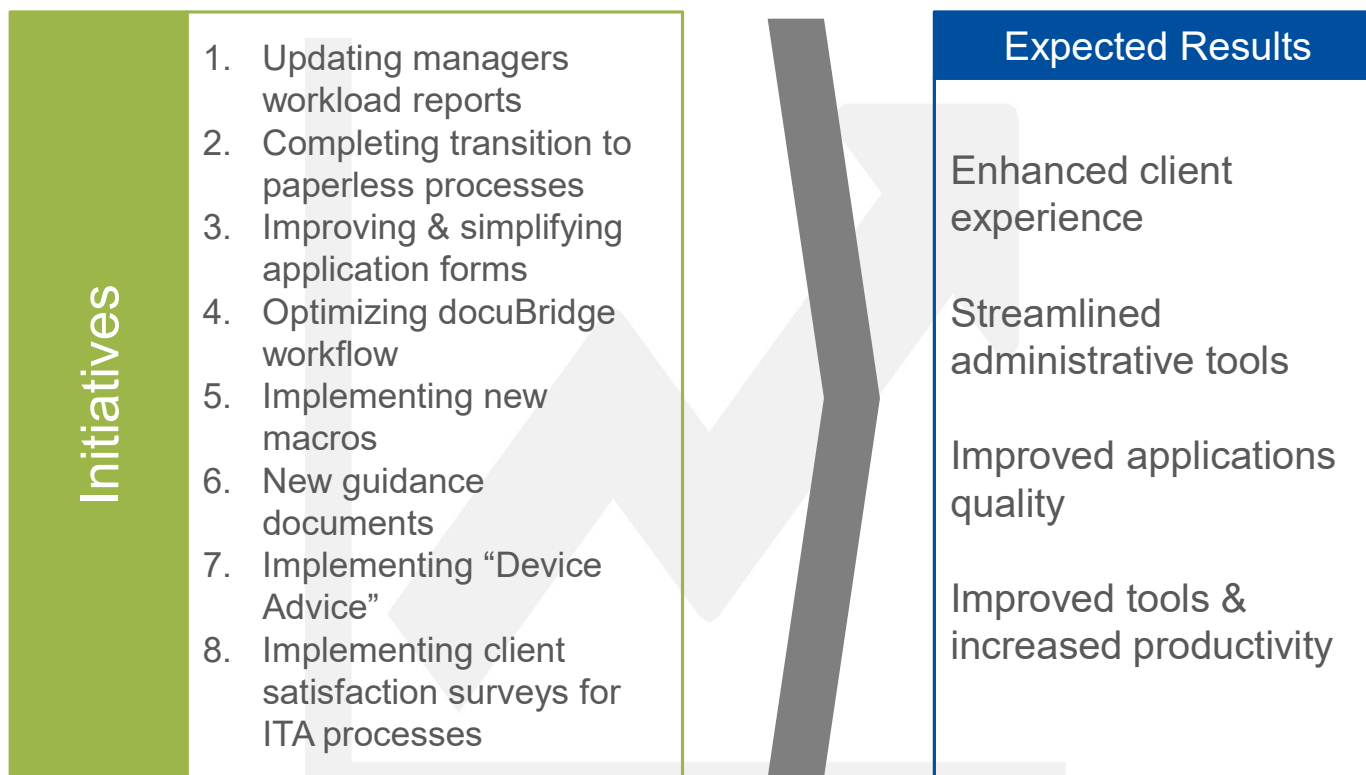 Initiatives
1. Updating managers
workload reports
2. Completing transition to
paperless processes
3. Improving & simplifying
application forms
4. Optimizing docuBridge
workflow
5. Implementing new
macros
6. New guidance
documents
7. Implementing “Device
Advice”
8. Implementing client
satisfaction surveys for
ITA processes
Expected Results
Enhanced client
experience
Streamlined
administrative tools
Improved applications
quality
Improved tools &
increased productivity